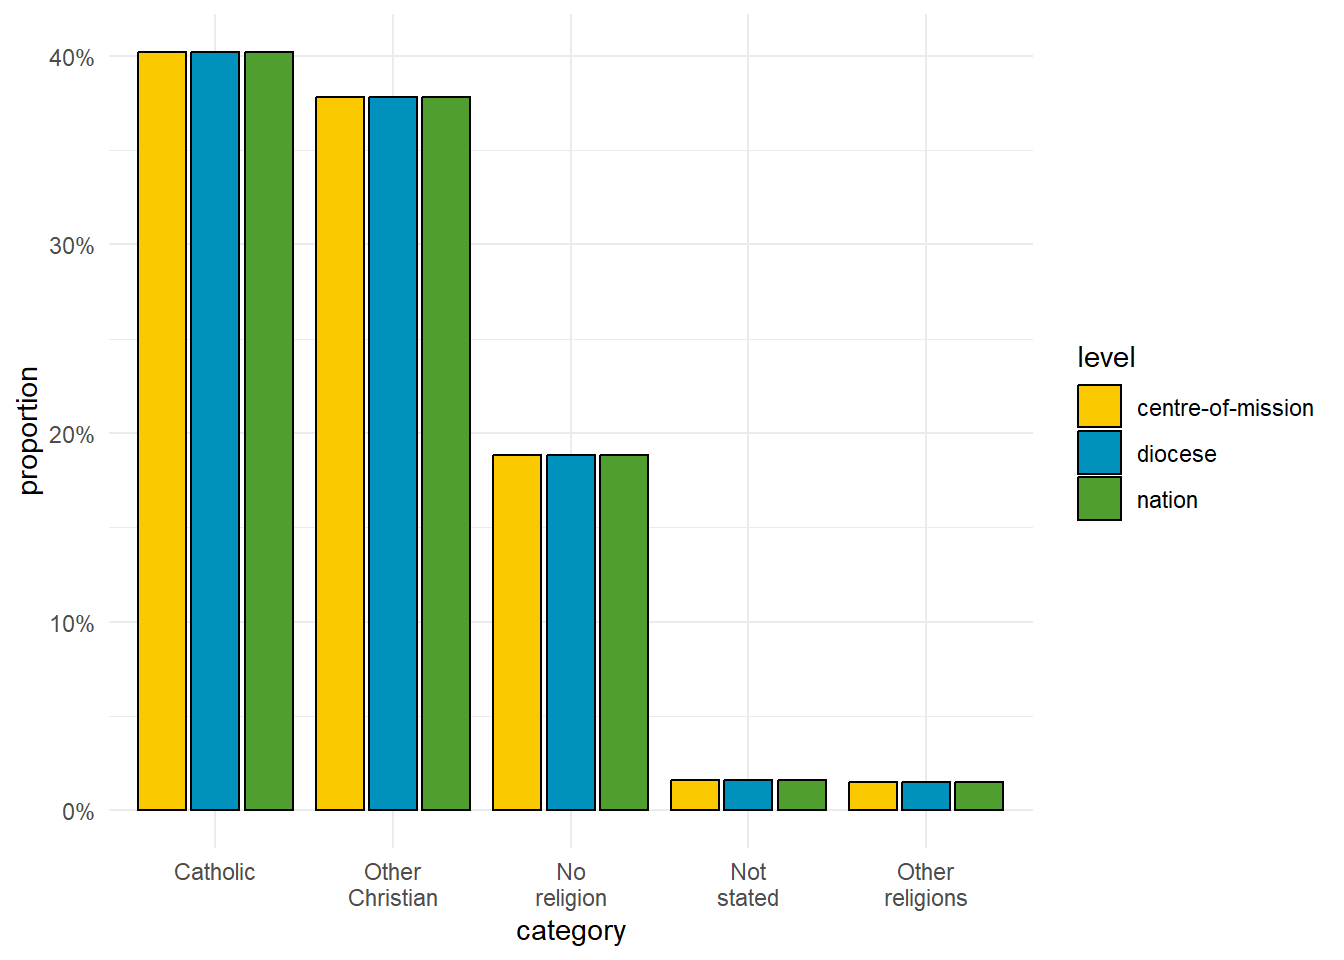 40%
30%
20%
10%
0%
proportion
Catholic
Other
Christian
No
religion
Not
stated
Other
religions
category
level
centre-of-mission
diocese
nation